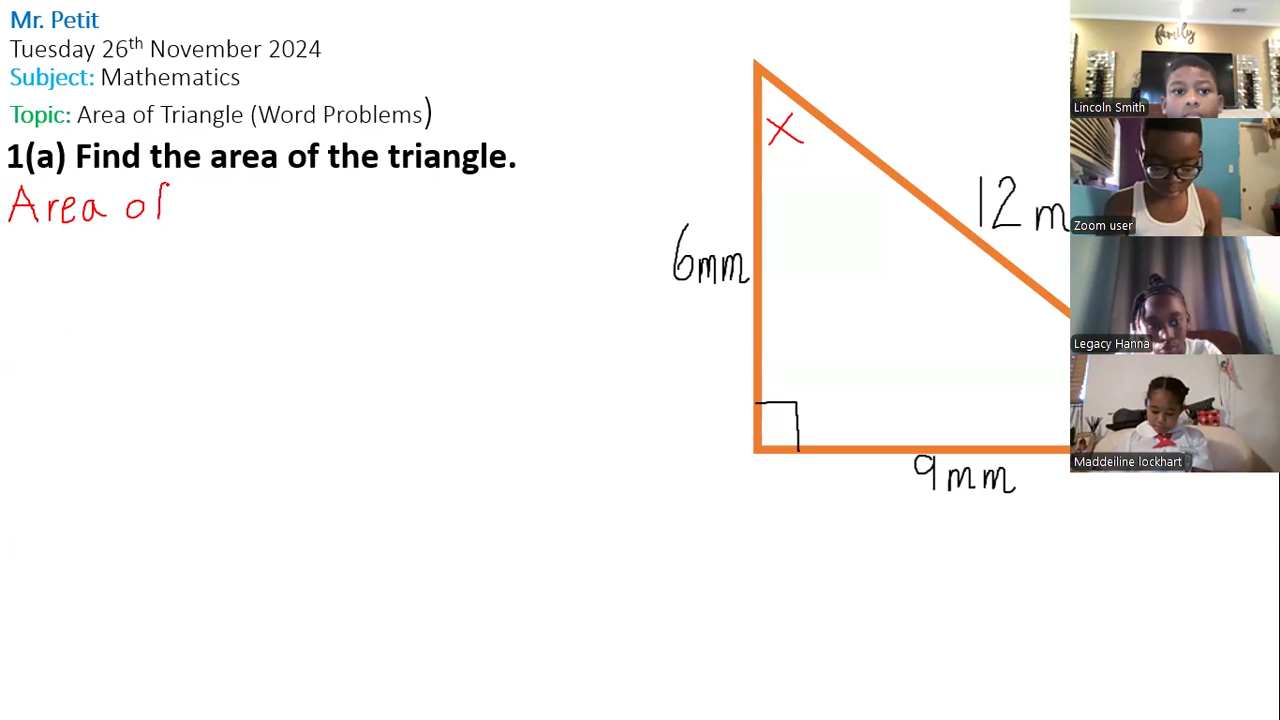 Mr. Petit
Tuesday 26th November 2024
Subject: Mathematics
Topic: Area of Triangle (Word Problems)
1(a) Find the area of the triangle.
Area of
x
12 m
6mm
9mm
family
Lincoln Smith
Zoom user
Legacy Hanna
Maddeiline lockhart